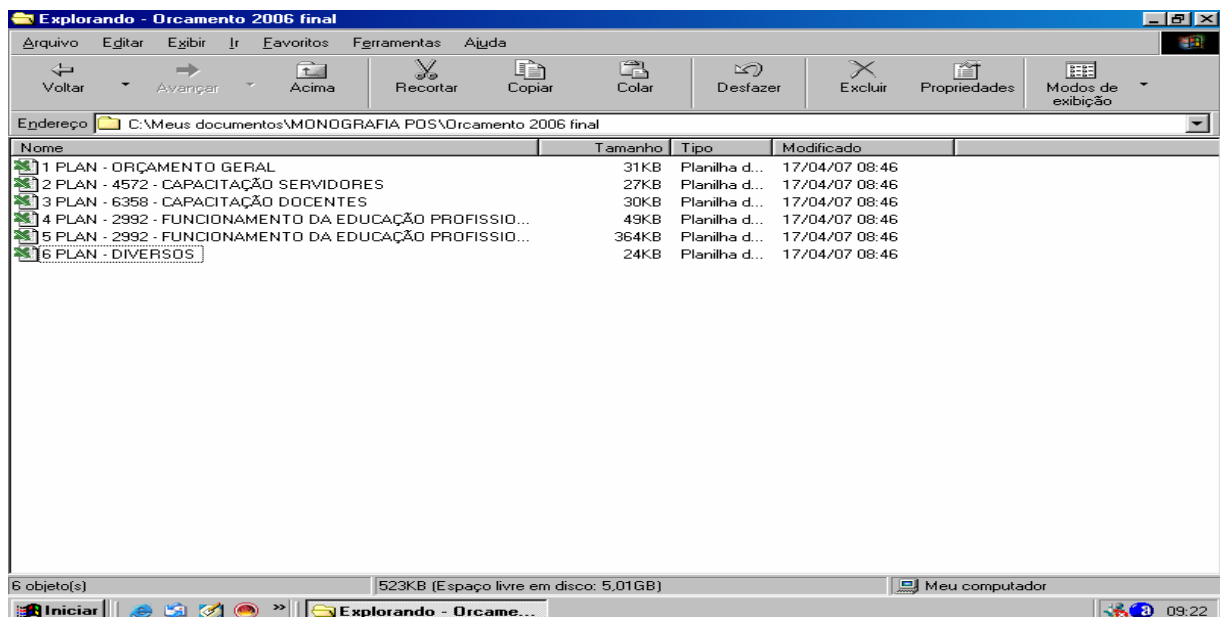 Explorando - Orcamento 2006 final
Arquivo Editar Exibir Ir Favoritos Ferramentas Ajuda
Voltar Avançar Acima Recortar Copiar Colar Desfazer Excluir Propriedades Modos de exibição
Endereço C:\Meus documentos\MONOGRAFIA POS\Orcamento 2006 final
Nome Tamanho Tipo Modificado
1 PLAN - ORÇAMENTO GERAL 31KB Planilha d... 17/04/07 08:46
2 PLAN - 4572 - CAPACITAÇÃO SERVIDORES 27KB Planilha d... 17/04/07 08:46
3 PLAN - 6358 - CAPACITAÇÃO DOCENTES 30KB Planilha d... 17/04/07 08:46
4 PLAN - 2992 - FUNCIONAMENTO DA EDUCAÇÃO PROFISSIO... 49KB Planilha d... 17/04/07 08:46
5 PLAN - 2992 - FUNCIONAMENTO DA EDUCAÇÃO PROFISSIO... 364KB Planilha d... 17/04/07 08:46
6 PLAN - DIVERSOS 24KB Planilha d... 17/04/07 08:46
6 objeto(s) 523KB (Espaço livre em disco: 5,01GB) Meu computador
Iniciar » Explorando - Orcame... 09:22